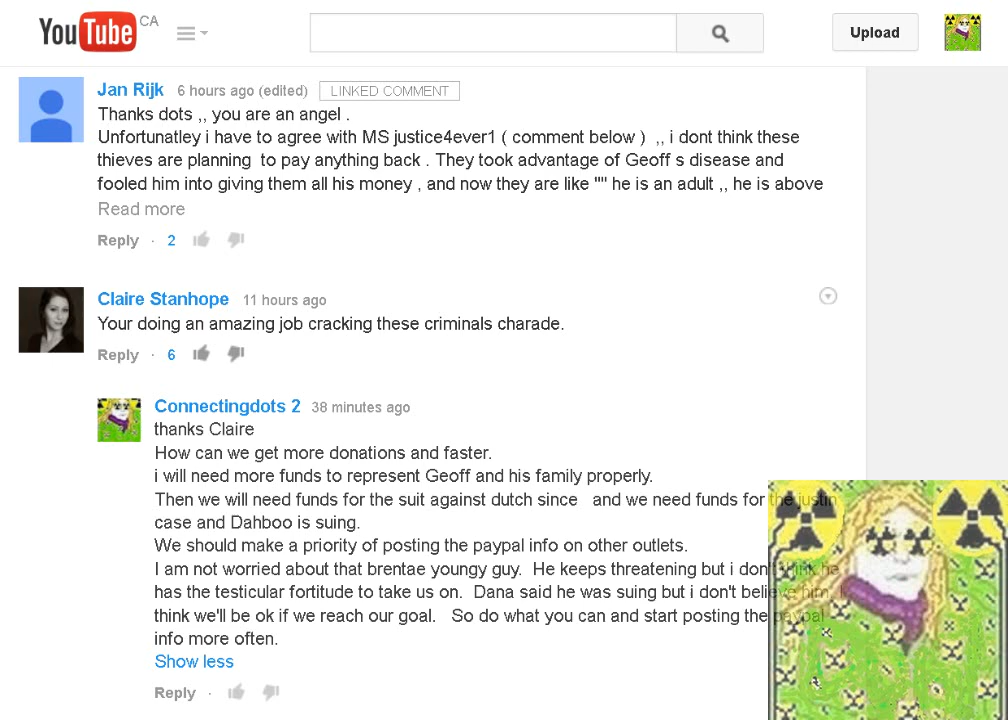 YouTube CA
Upload
Jan Rijk 6 hours ago (edited) LINKED COMMENT
Thanks dots ,, you are an angel .
Unfortunatley i have to agree with MS justice4ever1 ( comment below ) ,, i dont think these
thieves are planning to pay anything back . They took advantage of Geoff s disease and
fooled him into giving them all his money , and now they are like "" he is an adult ,, he is above
Read more
Reply · 2
Claire Stanhope 11 hours ago
Your doing an amazing job cracking these criminals charade.
Reply · 6
Connectingdots 2 38 minutes ago
thanks Claire
How can we get more donations and faster.
i will need more funds to represent Geoff and his family properly.
Then we will need funds for the suit against dutch since and we need funds for the justin
case and Dahboo is suing.
We should make a priority of posting the paypal info on other outlets.
I am not worried about that brentae youngy guy. He keeps threatening but i don't think he
has the testicular fortitude to take us on. Dana said he was suing but i don't believe him. I
think we'll be ok if we reach our goal. So do what you can and start posting the paypal
info more often.
Show less
Reply ·